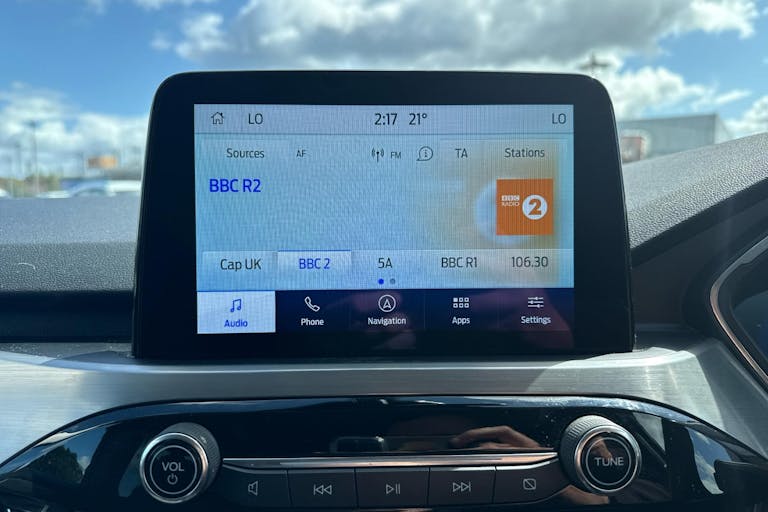 LO 2:17 21° LO
Sources AF FM TA Stations
BBC R2
BBC
RADIO 2
Cap UK BBC 2 5A BBC R1 106.30
Audio Phone Navigation Apps Settings
VOL TUNE